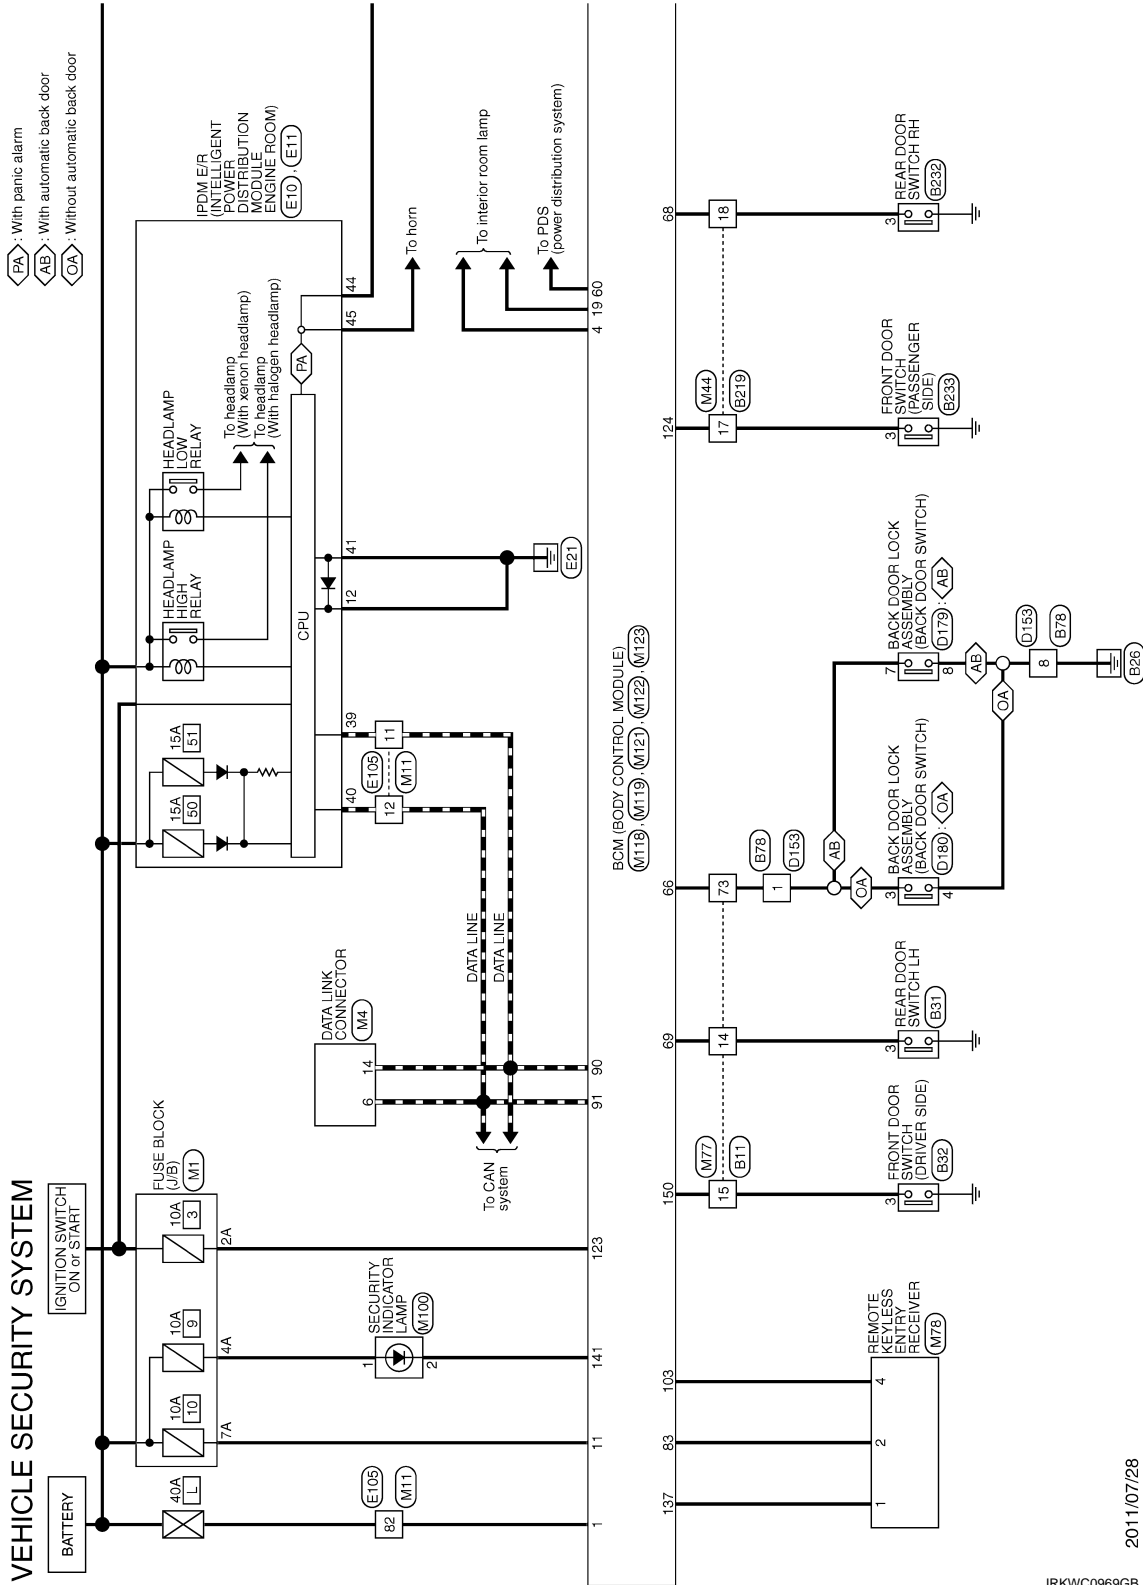 VEHICLE SECURITY SYSTEM
PA : With panic alarm
AB : With automatic back door
OA : Without automatic back door
BATTERY
IGNITION SWITCH
ON or START
40A
L
10A
10
10A
9
10A
3
FUSE BLOCK
(J/B)
M1
7A
4A
2A
15A
50
15A
51
HEADLAMP
HIGH
RELAY
HEADLAMP
LOW
RELAY
To headlamp
(With xenon headlamp)
To headlamp
(With halogen headlamp)
IPDM E/R
(INTELLIGENT
POWER
DISTRIBUTION
MODULE
ENGINE ROOM)
E10 , E11
CPU
PA
40
39
12
41
45
44
E105
M11
82
SECURITY
INDICATOR
LAMP
M100
1
2
DATA LINK
CONNECTOR
M4
6
14
E105
M11
12
11
DATA LINE
DATA LINE
To CAN
system
E21
To horn
To interior room lamp
To PDS
(power distribution system)
1
11
141
123
91
90
4
19
60
BCM (BODY CONTROL MODULE)
M118 , M119 , M121 , M122 , M123
137
83
103
150
69
66
124
68
M77
B11
15
14
73
M44
B219
17
18
B78
D153
1
AB
OA
REMOTE
KEYLESS
ENTRY
RECEIVER
M78
1
2
4
FRONT DOOR
SWITCH
(DRIVER SIDE)
B32
3
REAR DOOR
SWITCH LH
B31
3
BACK DOOR LOCK
ASSEMBLY
(BACK DOOR SWITCH)
D180 : OA
3
4
BACK DOOR LOCK
ASSEMBLY
(BACK DOOR SWITCH)
D179 : AB
7
8
AB
OA
D153
B78
8
B26
FRONT DOOR
SWITCH
(PASSENGER
SIDE)
B233
3
REAR DOOR
SWITCH RH
B232
3
2011/07/28
JRKWC0969GB